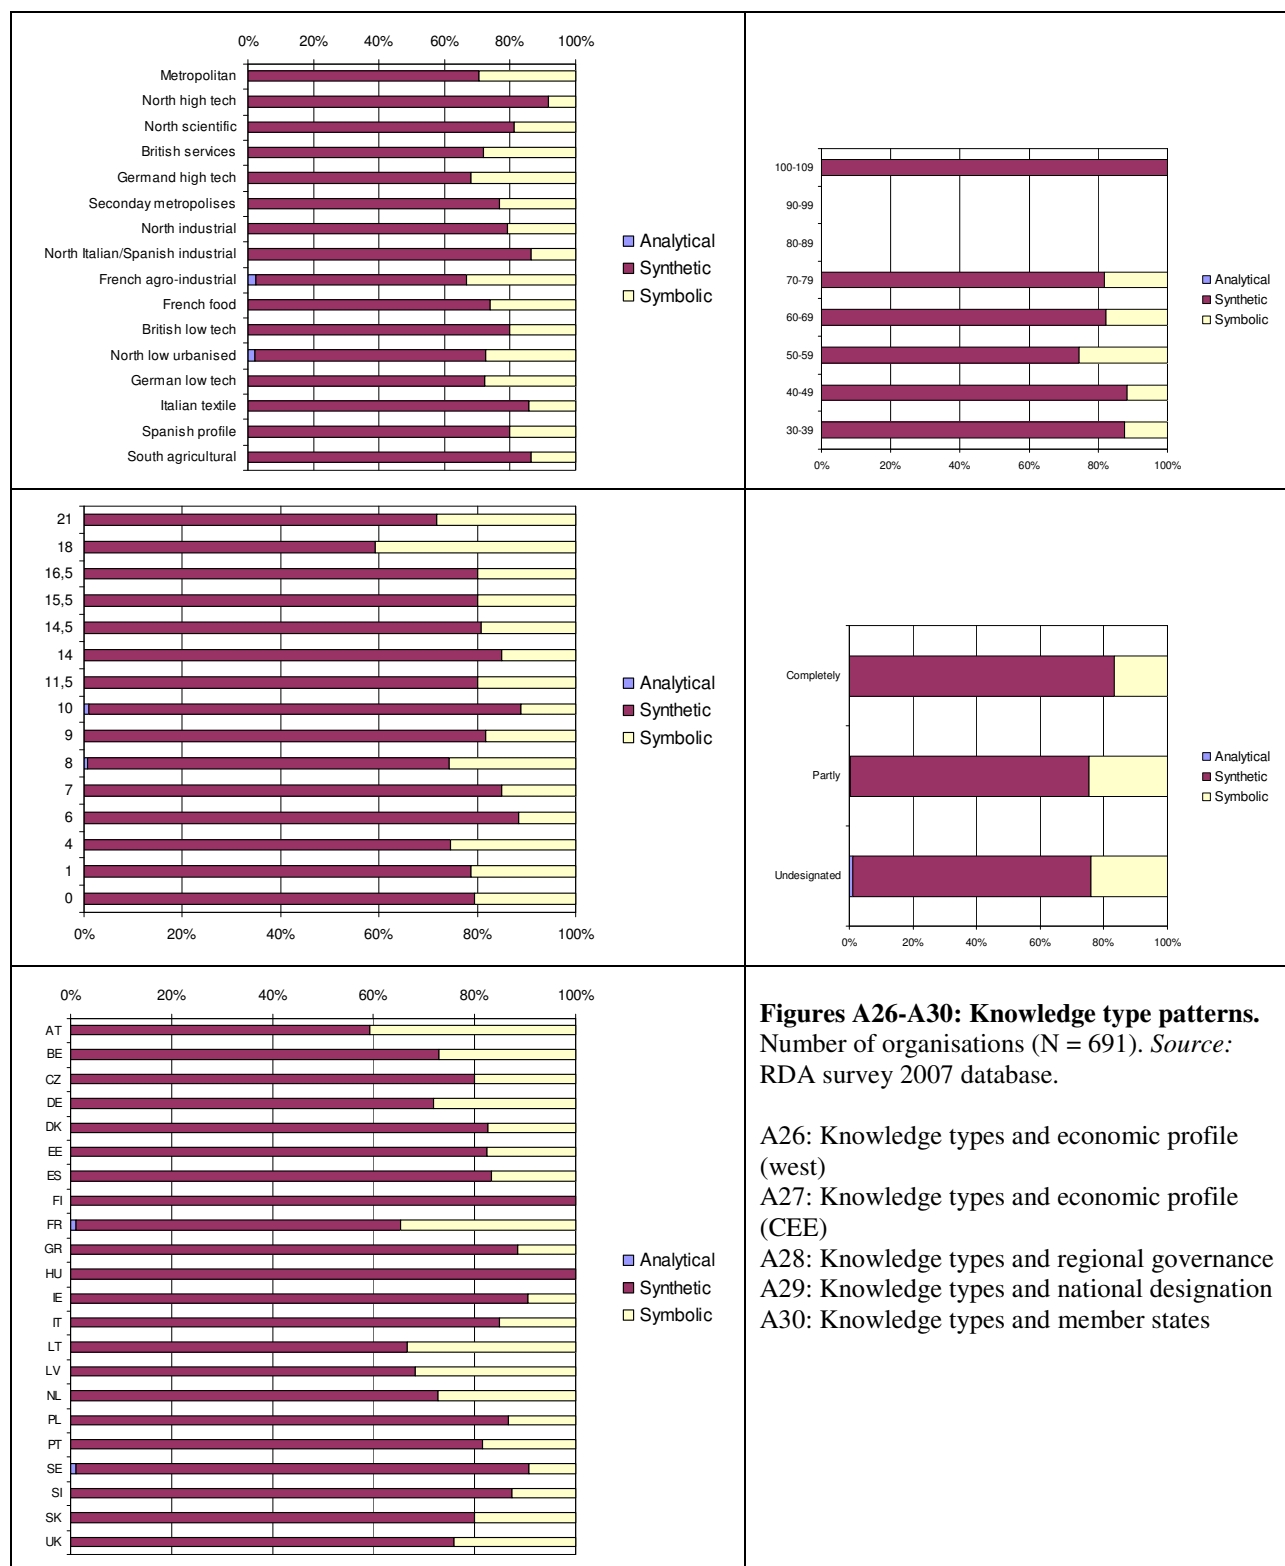 0% 20% 40% 60% 80% 100%
Metropolitan
North high tech
North scientific
British services
Germand high tech
Seconday metropolises
North industrial
North Italian/Spanish industrial
French agro-industrial
French food
British low tech
North low urbanised
German low tech
Italian textile
Spanish profile
South agricultural
Analytical
Synthetic
Symbolic
100-109
90-99
80-89
70-79
60-69
50-59
40-49
30-39
0% 20% 40% 60% 80% 100%
Analytical
Synthetic
Symbolic
21
18
16,5
15,5
14,5
14
11,5
10
9
8
7
6
4
1
0
0% 20% 40% 60% 80% 100%
Analytical
Synthetic
Symbolic
Completely
Partly
Undesignated
0% 20% 40% 60% 80% 100%
Analytical
Synthetic
Symbolic
0% 20% 40% 60% 80% 100%
AT
BE
CZ
DE
DK
EE
ES
FI
FR
GR
HU
IE
IT
LT
LV
NL
PL
PT
SE
SI
SK
UK
Analytical
Synthetic
Symbolic
Figures A26-A30: Knowledge type patterns.
Number of organisations (N = 691). Source:
RDA survey 2007 database.
A26: Knowledge types and economic profile
(west)
A27: Knowledge types and economic profile
(CEE)
A28: Knowledge types and regional governance
A29: Knowledge types and national designation
A30: Knowledge types and member states